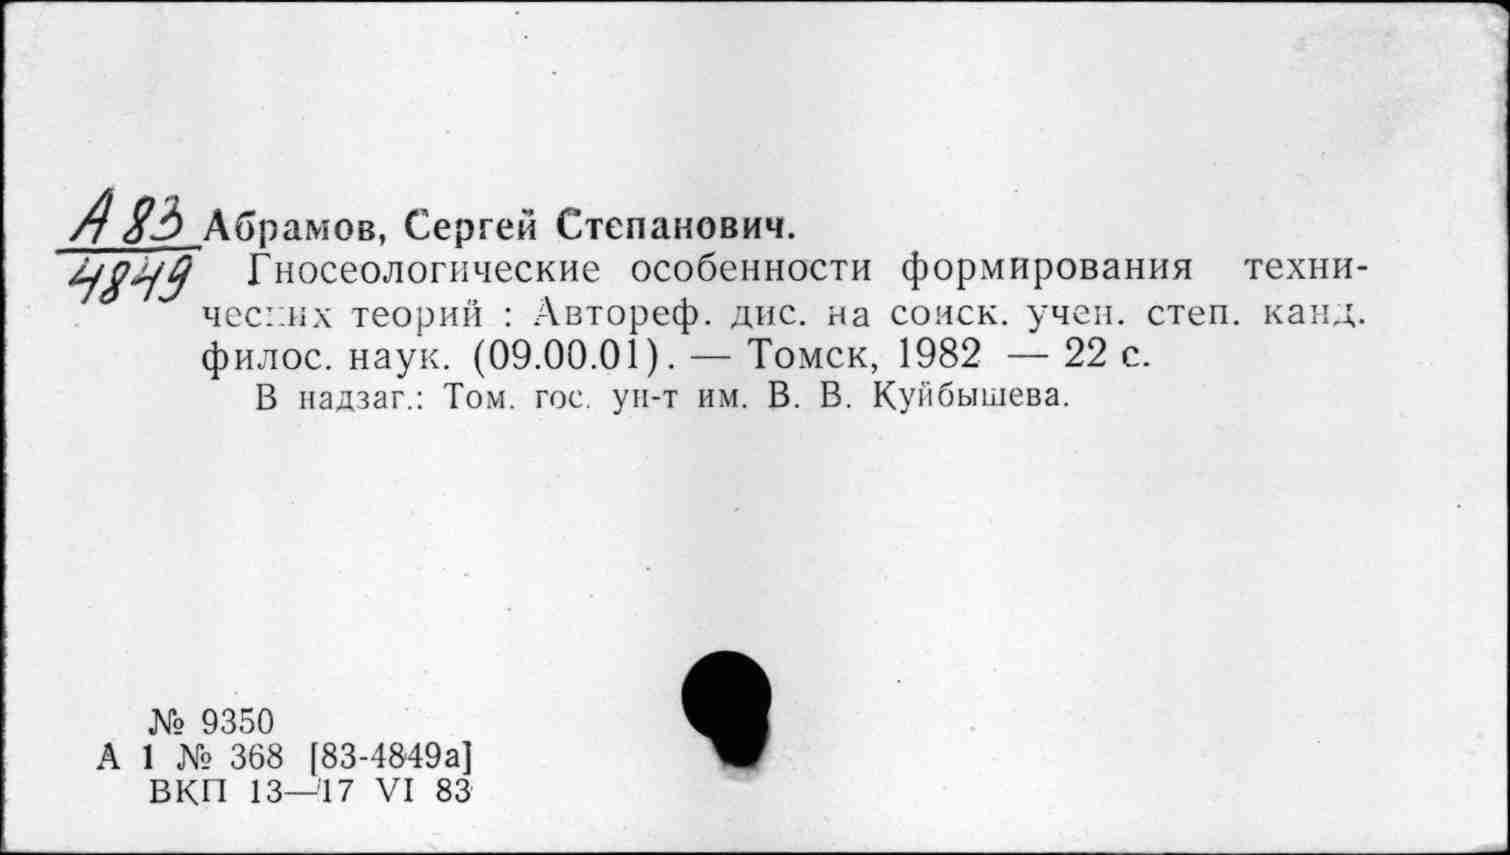 А 83 Абрамов, Сергей Степанович.
4849 Гносеологические особенности формирования техни-
ческих теорий : Автореф. дис. на соиск. учен. степ. канд.
филос. наук. (09.00.01). — Томск, 1982 — 22 с.
В надзаг.: Том. гос. ун-т им. В. В. Куйбышева.
№ 9350
А 1 № 368 [83-4849а]
ВКП 13—17 VI 83